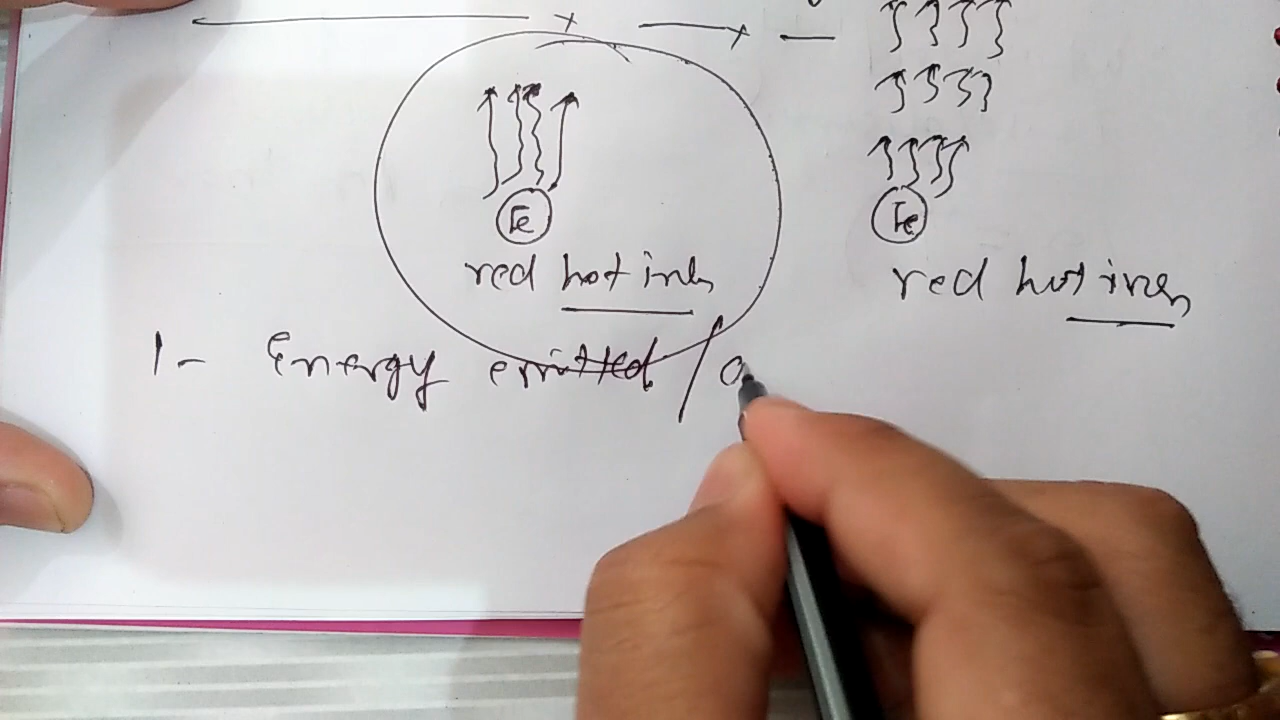 Fe
Fe
red hot iron
red hot iron
1- Energy emitted / a